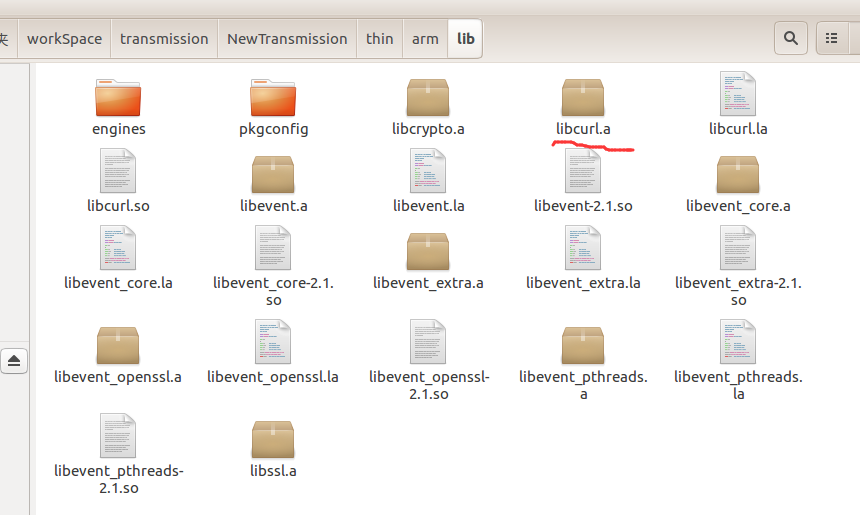 夹 workSpace transmission NewTransmission thin arm lib
engines pkgconfig libcrypto.a libcurl.a libcurl.la
libcurl.so libevent.a libevent.la libevent-2.1.so libevent_core.a
libevent_core.la libevent_core-2.1.
so libevent_extra.a libevent_extra.la libevent_extra-2.1.
so
libevent_openssl.a libevent_openssl.la libevent_openssl-
2.1.so libevent_pthreads.
a libevent_pthreads.
la
libevent_pthreads-
2.1.so libssl.a